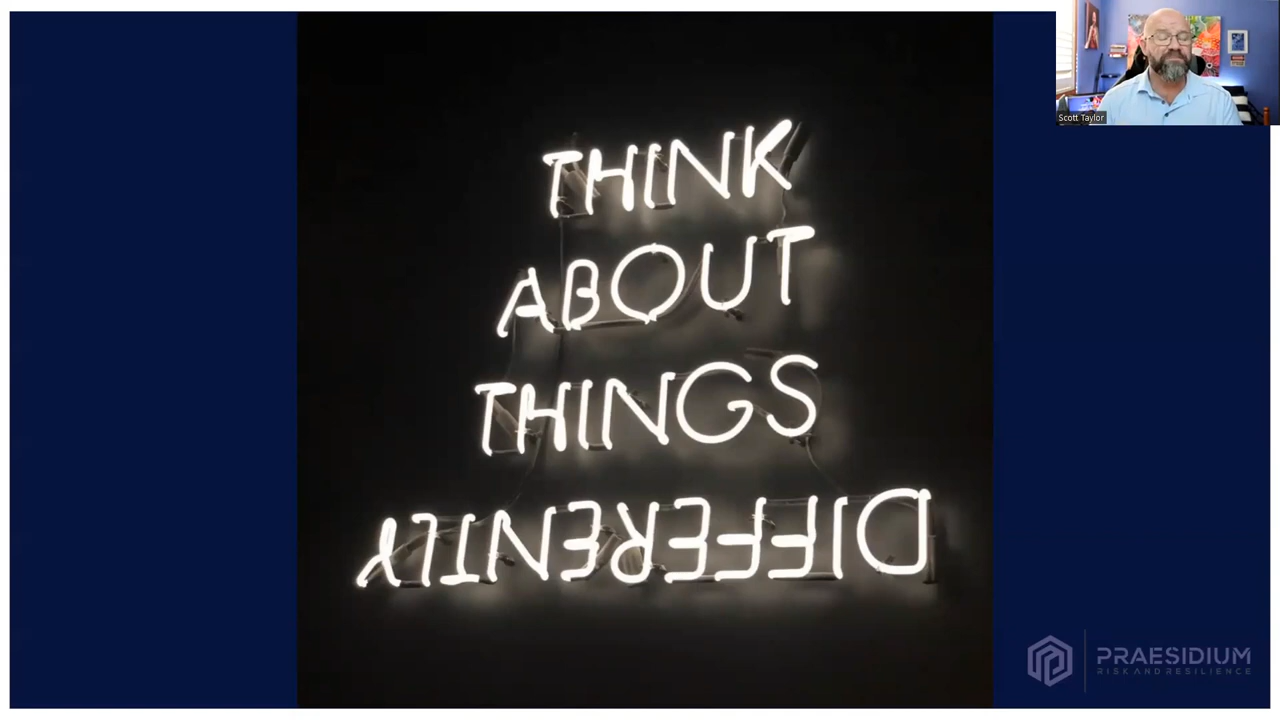 THINK
ABOUT
THINGS
DIFFERENTLY
Scott Taylor
PRAESIDIUM
RISK AND RESILIENCE